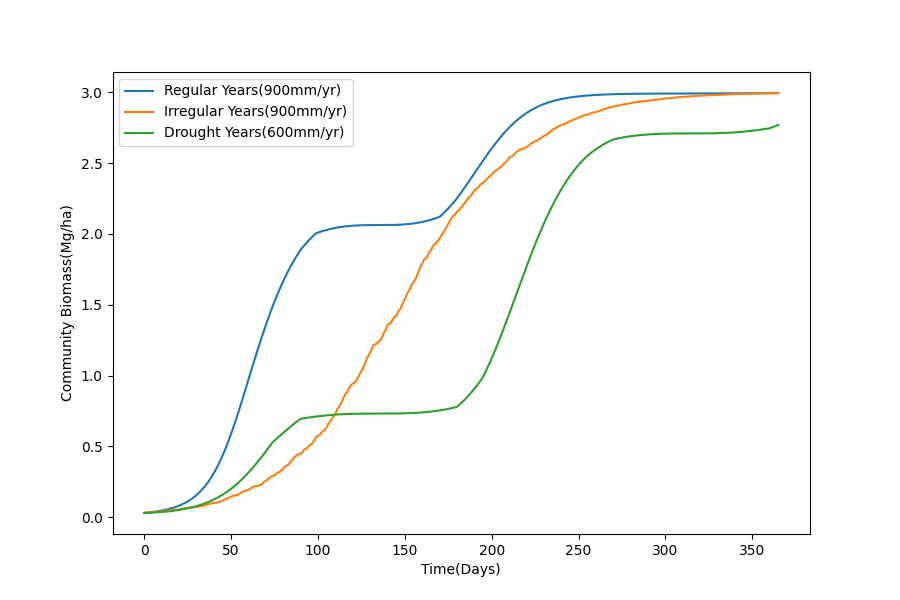 Regular Years(900mm/yr)
Irregular Years(900mm/yr)
Drought Years(600mm/yr)
3.0
2.5
2.0
1.5
1.0
0.5
0.0
Community Biomass(Mg/ha)
0 50 100 150 200 250 300 350
Time(Days)